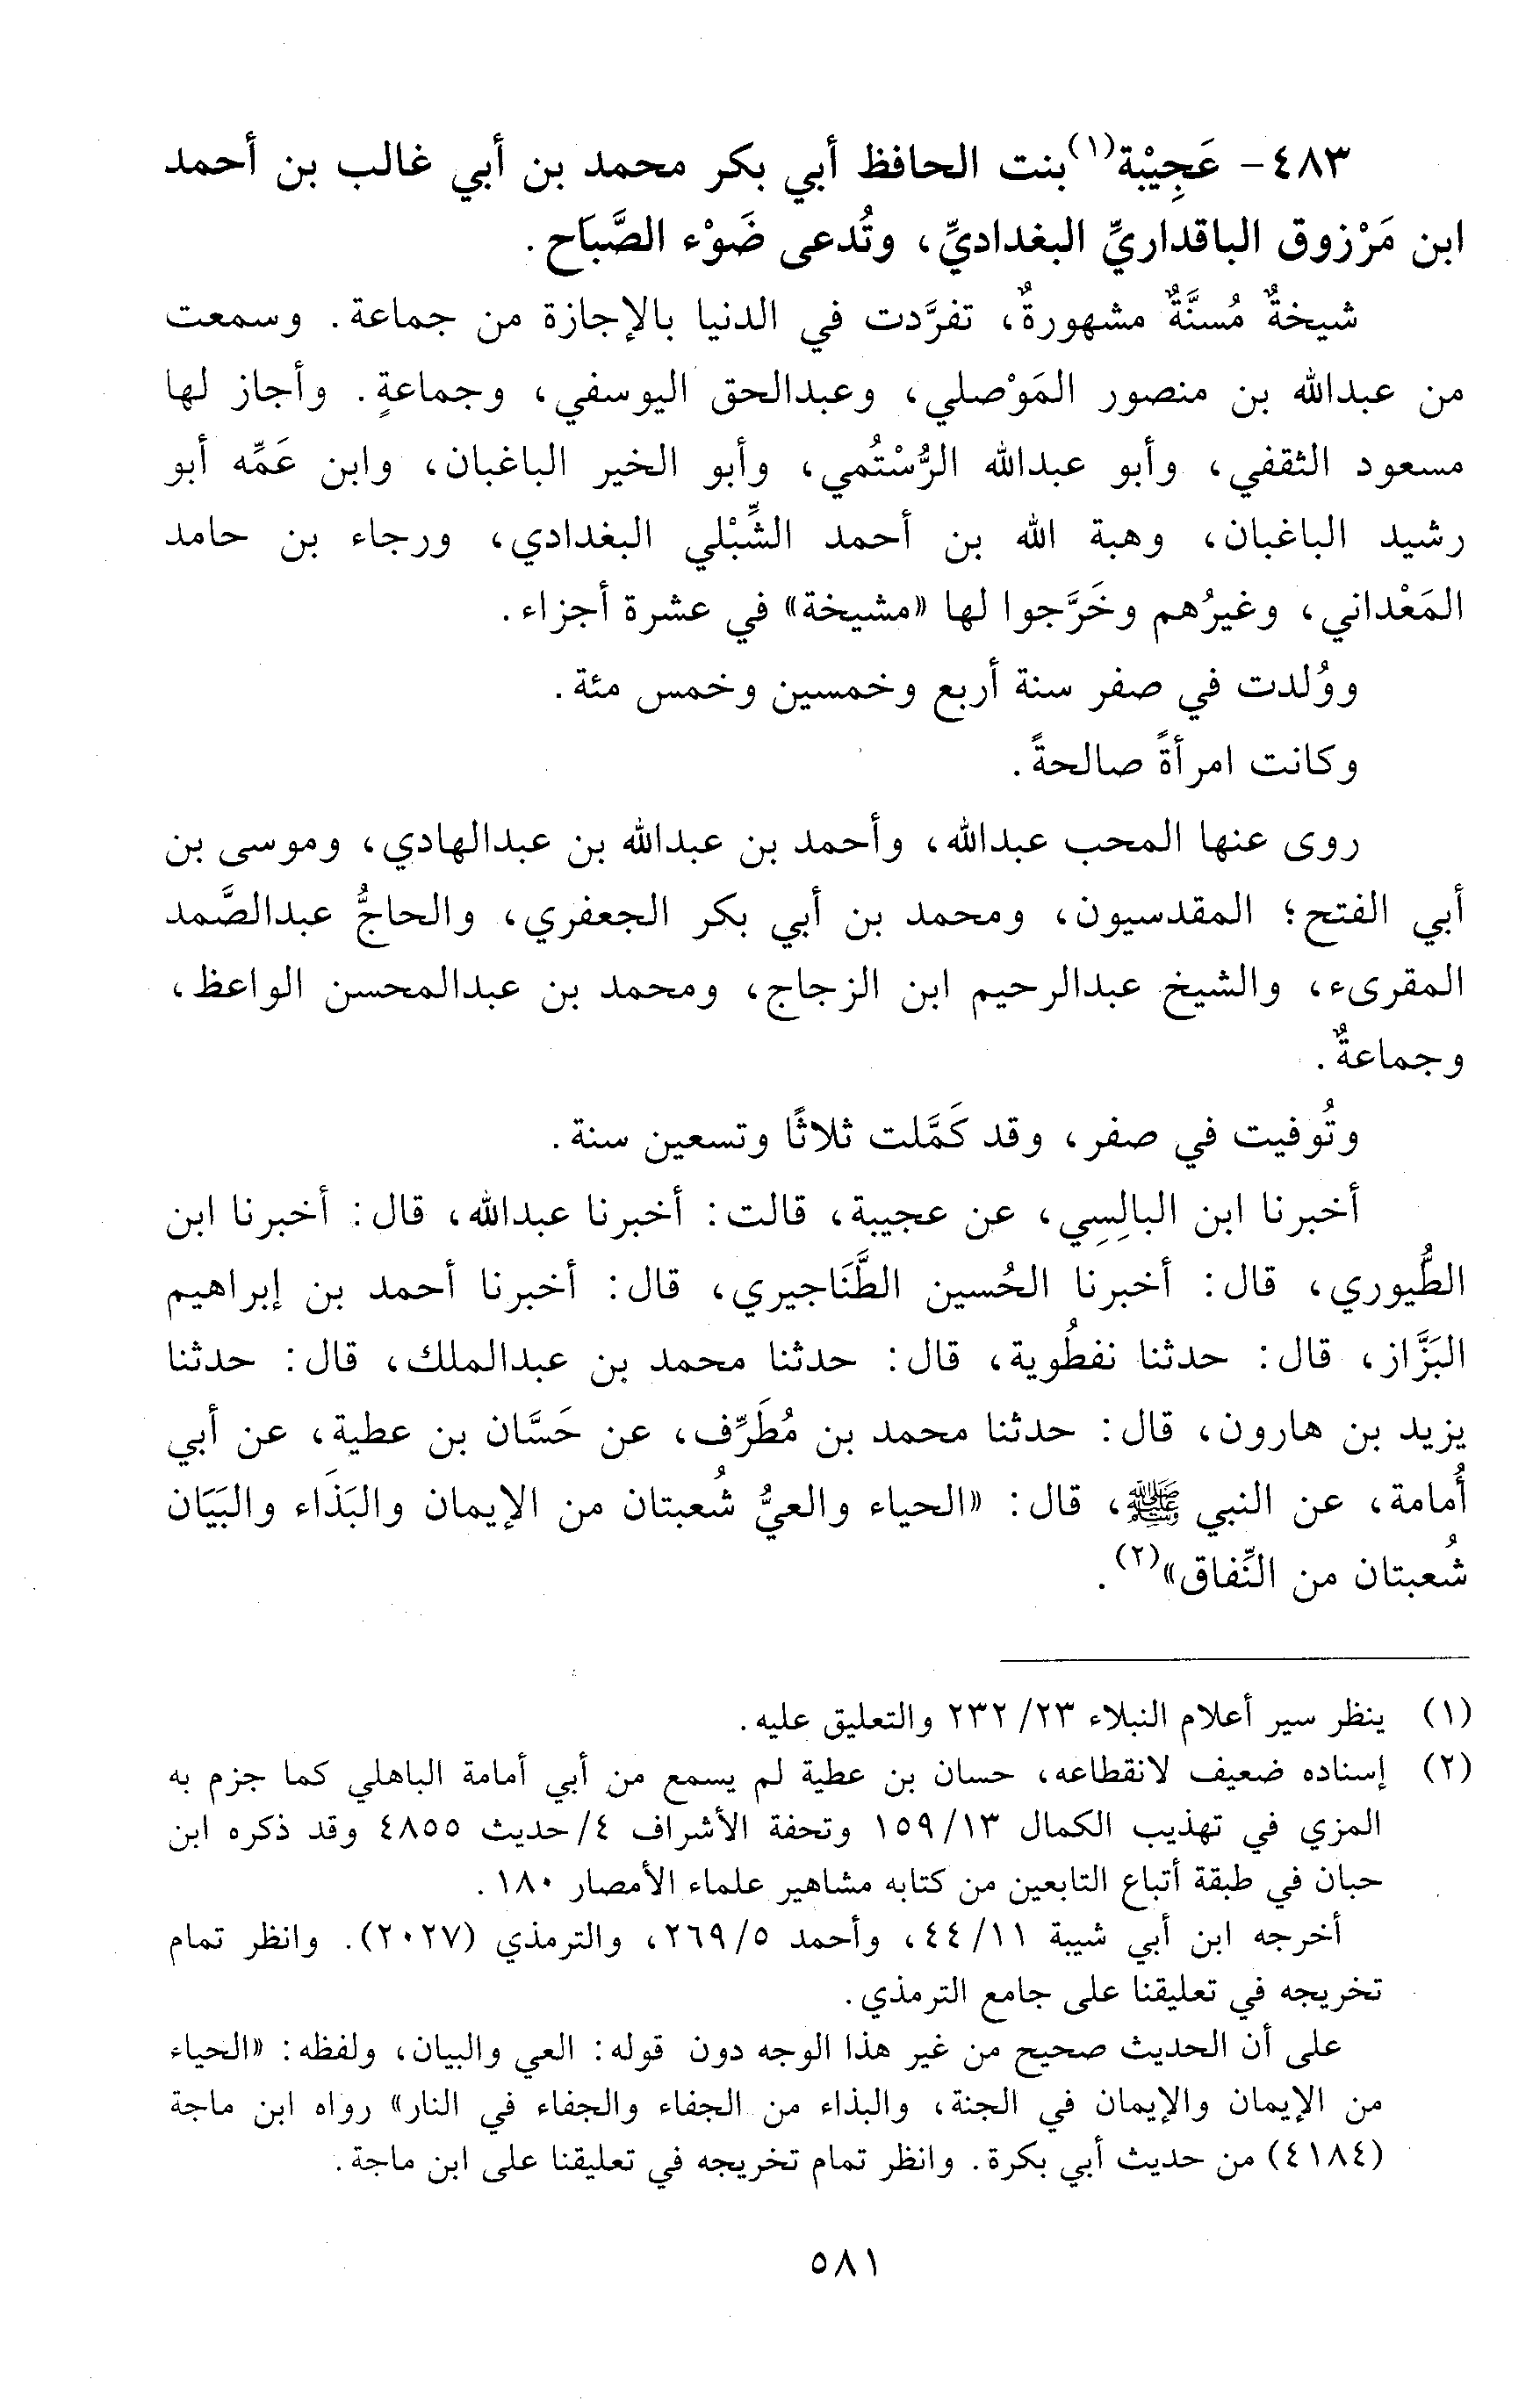 ٤٨٣- عَجِيْبة(١) بنت الحافظ أبي بكر محمد بن أبي غالب بن أحمد
ابن مَرْزوق الباقداريِّ البغداديِّ، وتُدعى ضَوْء الصَّبَاح.
شيخةٌ مُسنَّةٌ مشهورةٌ، تفرَّدت في الدنيا بالإجازة من جماعة. وسمعت
من عبدالله بن منصور المَوْصلي، وعبدالحق اليوسفي، وجماعةٍ. وأجاز لها
مسعود الثقفي، وأبو عبدالله الرُّسْتُمي، وأبو الخير الباغبان، وابن عَمِّه أبو
رشيد الباغبان، وهبة الله بن أحمد الشِّبْلي البغدادي، ورجاء بن حامد
المَعْداني، وغيرُهم وخَرَّجوا لها «مشيخة» في عشرة أجزاء.
ووُلدت في صفر سنة أربع وخمسين وخمس مئة.
وكانت امرأةً صالحةً.
روى عنها المحب عبدالله، وأحمد بن عبدالله بن عبدالهادي، وموسى بن
أبي الفتح؛ المقدسيون، ومحمد بن أبي بكر الجعفري، والحاجُّ عبدالصَّمد
المقرىء، والشيخ عبدالرحيم ابن الزجاج، ومحمد بن عبدالمحسن الواعظ،
وجماعةٌ.
وتُوفيت في صفر، وقد كَمَّلت ثلاثًا وتسعين سنة.
أخبرنا ابن البالِسِي، عن عجيبة، قالت: أخبرنا عبدالله، قال: أخبرنا ابن
الطُّيوري، قال: أخبرنا الحُسين الطَّنَاجيري، قال: أخبرنا أحمد بن إبراهيم
البَزَّاز، قال: حدثنا نفطُوية، قال: حدثنا محمد بن عبدالملك، قال: حدثنا
يزيد بن هارون، قال: حدثنا محمد بن مُطَرِّف، عن حَسَّان بن عطية، عن أبي
أُمامة، عن النبي ﷺ، قال: «الحياء والعيُّ شُعبتان من الإيمان والبَذَاء والبَيَان
شُعبتان من النِّفاق»(٢).
(١) ينظر سير أعلام النبلاء ٢٣/ ٢٣٢ والتعليق عليه.
(٢) إسناده ضعيف لانقطاعه، حسان بن عطية لم يسمع من أبي أمامة الباهلي كما جزم به
المزي في تهذيب الكمال ١٣/ ١٥٩ وتحفة الأشراف ٤/ حديث ٤٨٥٥ وقد ذكره ابن
حبان في طبقة أتباع التابعين من كتابه مشاهير علماء الأمصار ١٨٠.
أخرجه ابن أبي شيبة ١١/ ٤٤، وأحمد ٥/ ٢٦٩، والترمذي (٢٠٢٧). وانظر تمام
تخريجه في تعليقنا على جامع الترمذي.
على أن الحديث صحيح من غير هذا الوجه دون قوله: العي والبيان، ولفظه: «الحياء
من الإيمان والإيمان في الجنة، والبذاء من الجفاء والجفاء في النار» رواه ابن ماجة
(٤١٨٤) من حديث أبي بكرة. وانظر تمام تخريجه في تعليقنا على ابن ماجة.
٥٨١